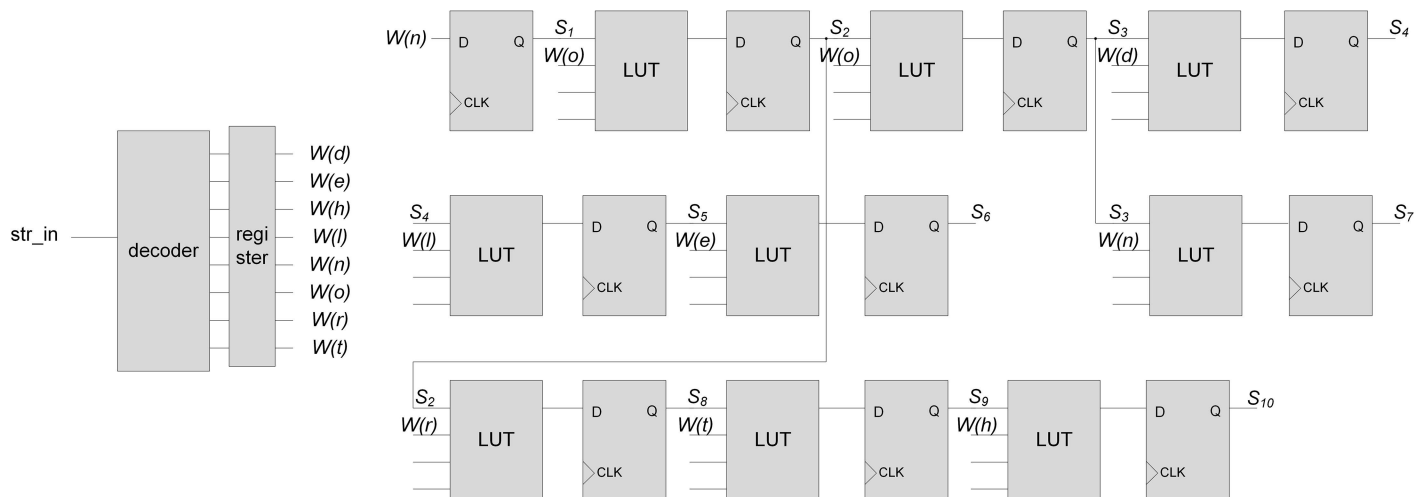 str_in
decoder
regi
ster
W(d)
W(e)
W(h)
W(l)
W(n)
W(o)
W(r)
W(t)
W(n)
D
Q
CLK
S1
W(o)
LUT
D
Q
CLK
S2
W(o)
LUT
D
Q
CLK
S3
W(d)
LUT
D
Q
CLK
S4
S4
W(l)
LUT
D
Q
CLK
S5
W(e)
LUT
D
Q
CLK
S6
S3
W(n)
LUT
D
Q
CLK
S7
S2
W(r)
LUT
D
Q
CLK
S8
W(t)
LUT
D
Q
CLK
S9
W(h)
LUT
D
Q
CLK
S10